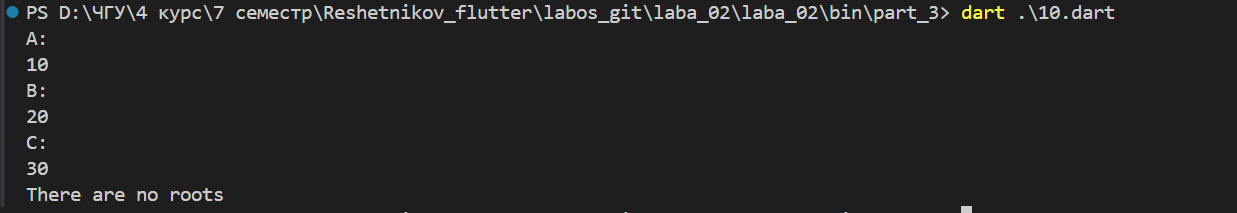 PS D:\ЧГУ\4 курс\7 семестр\Reshetnikov_flutter\labos_git\laba_02\laba_02\bin\part_3> dart .\10.dart
A:
10
B:
20
C:
30
There are no roots